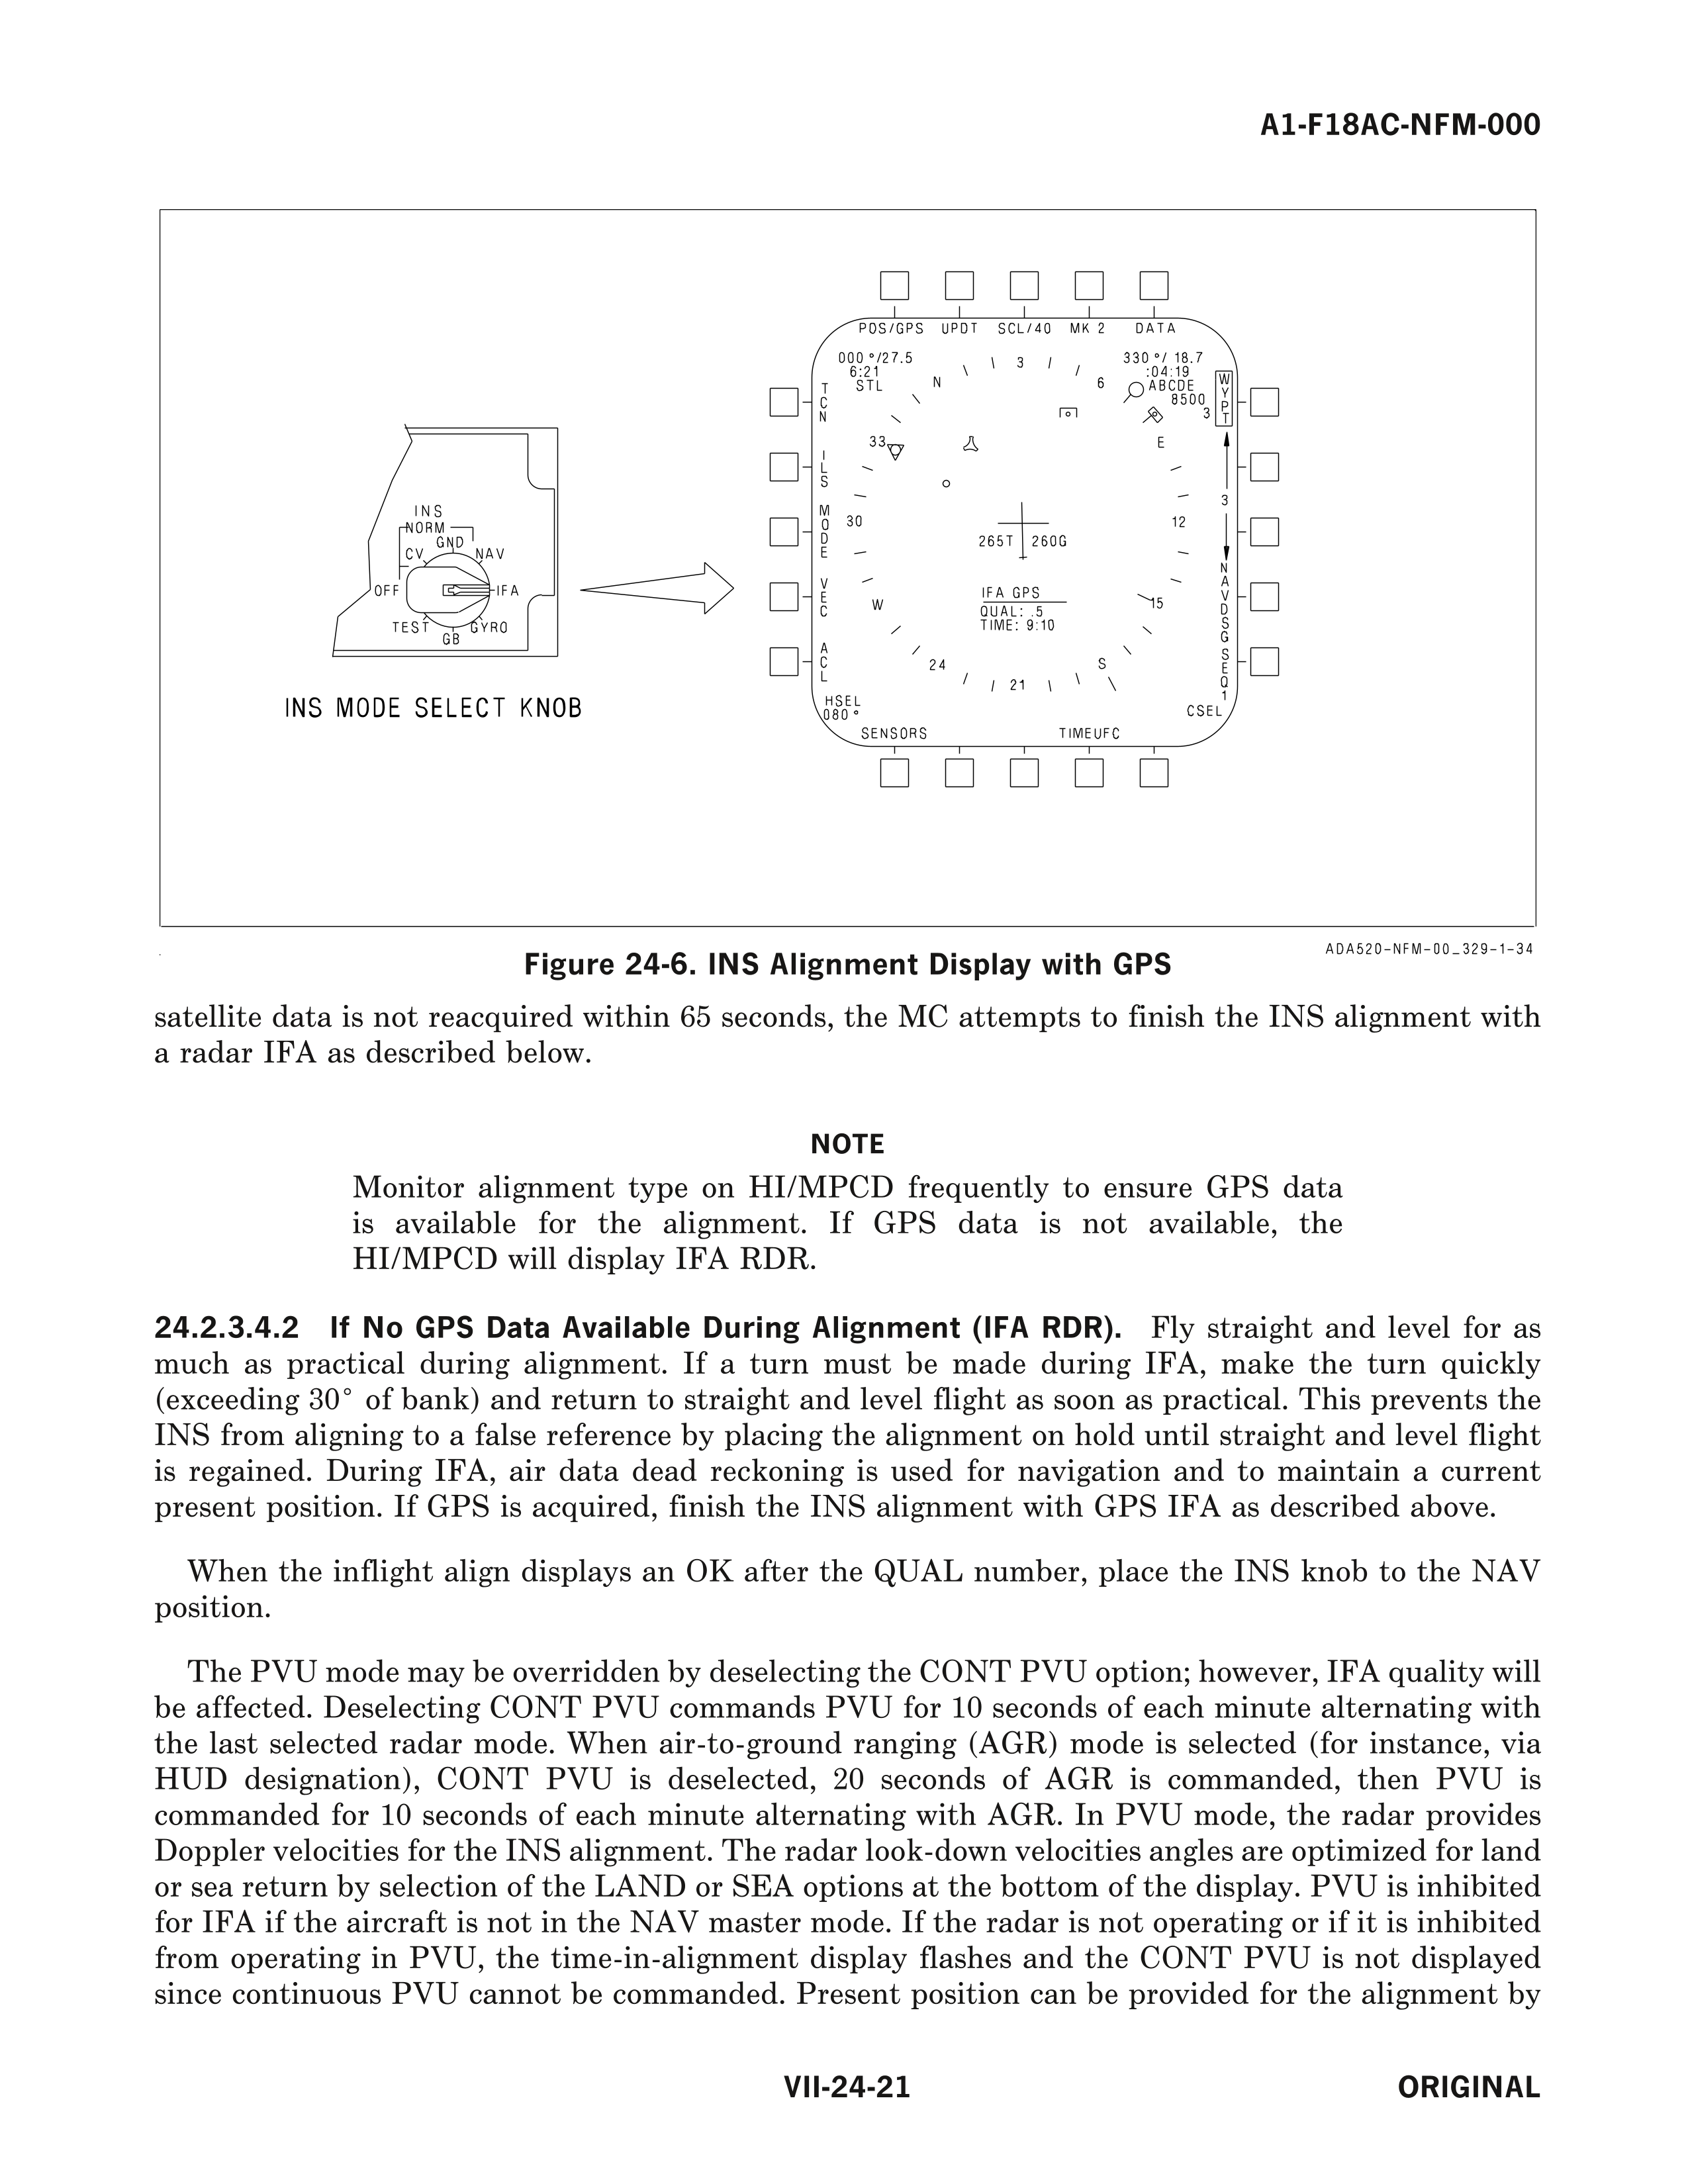 A1-F18AC-NFM-000
POS/GPS UPDT SCL/40 MK 2 DATA
000°/27.5
6:21
STL
330°/ 18.7
:04:19
ABCDE
8500
3
WYPT
TCN
ILS
MODE
VEC
ACL
N
3
6
E
12
15
S
21
24
W
30
33
3
NAVDSG
SEQ
1
265T 260G
IFA GPS
QUAL: .5
TIME: 9:10
HSEL
080°
CSEL
SENSORS TIMEUFC
INS
NORM
GND
CV
NAV
OFF
IFA
TEST
GYRO
GB
INS MODE SELECT KNOB
ADA520-NFM-00_329-1-34
Figure 24-6. INS Alignment Display with GPS
satellite data is not reacquired within 65 seconds, the MC attempts to finish the INS alignment with
a radar IFA as described below.
NOTE
Monitor alignment type on HI/MPCD frequently to ensure GPS data
is available for the alignment. If GPS data is not available, the
HI/MPCD will display IFA RDR.
24.2.3.4.2 If No GPS Data Available During Alignment (IFA RDR). Fly straight and level for as
much as practical during alignment. If a turn must be made during IFA, make the turn quickly
(exceeding 30° of bank) and return to straight and level flight as soon as practical. This prevents the
INS from aligning to a false reference by placing the alignment on hold until straight and level flight
is regained. During IFA, air data dead reckoning is used for navigation and to maintain a current
present position. If GPS is acquired, finish the INS alignment with GPS IFA as described above.
When the inflight align displays an OK after the QUAL number, place the INS knob to the NAV
position.
The PVU mode may be overridden by deselecting the CONT PVU option; however, IFA quality will
be affected. Deselecting CONT PVU commands PVU for 10 seconds of each minute alternating with
the last selected radar mode. When air-to-ground ranging (AGR) mode is selected (for instance, via
HUD designation), CONT PVU is deselected, 20 seconds of AGR is commanded, then PVU is
commanded for 10 seconds of each minute alternating with AGR. In PVU mode, the radar provides
Doppler velocities for the INS alignment. The radar look-down velocities angles are optimized for land
or sea return by selection of the LAND or SEA options at the bottom of the display. PVU is inhibited
for IFA if the aircraft is not in the NAV master mode. If the radar is not operating or if it is inhibited
from operating in PVU, the time-in-alignment display flashes and the CONT PVU is not displayed
since continuous PVU cannot be commanded. Present position can be provided for the alignment by
VII-24-21
ORIGINAL